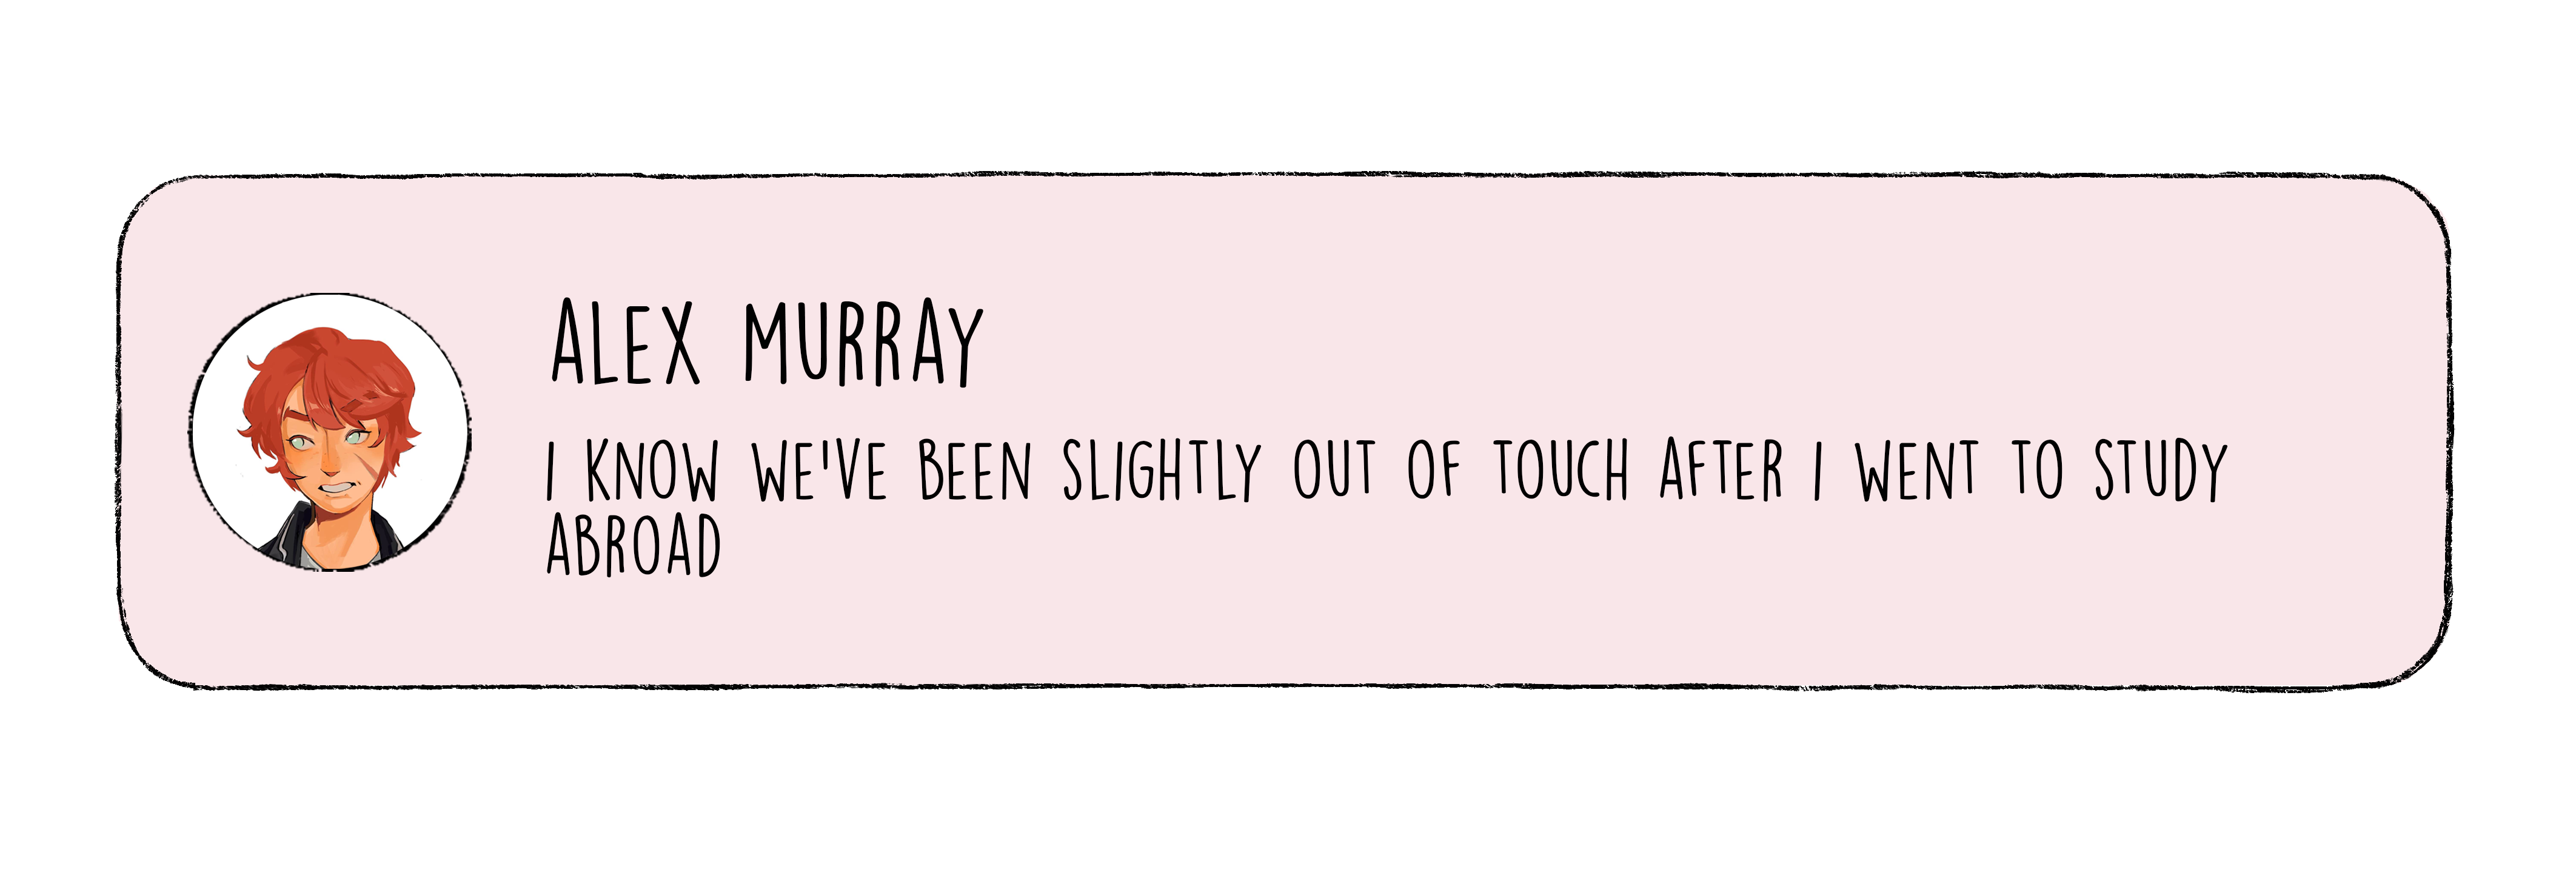 ALEX MURRAY
I KNOW WE'VE BEEN SLIGHTLY OUT OF TOUCH AFTER I WENT TO STUDY
ABROAD